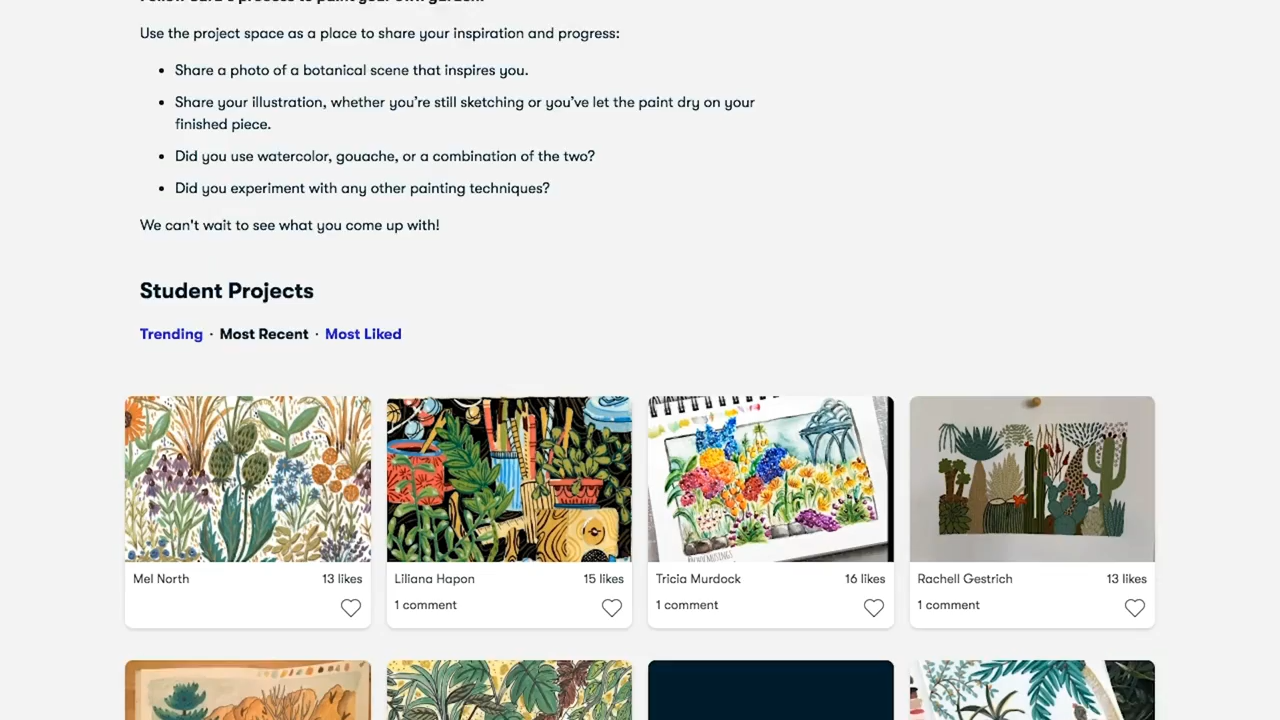 Use the project space as a place to share your inspiration and progress:
• Share a photo of a botanical scene that inspires you.
• Share your illustration, whether you're still sketching or you've let the paint dry on your
finished piece.
• Did you use watercolor, gouache, or a combination of the two?
• Did you experiment with any other painting techniques?
We can't wait to see what you come up with!
Student Projects
Trending · Most Recent · Most Liked
Mel North 13 likes
Liliana Hapon 15 likes
1 comment
Tricia Murdock 16 likes
1 comment
Rachell Gestrich 13 likes
1 comment